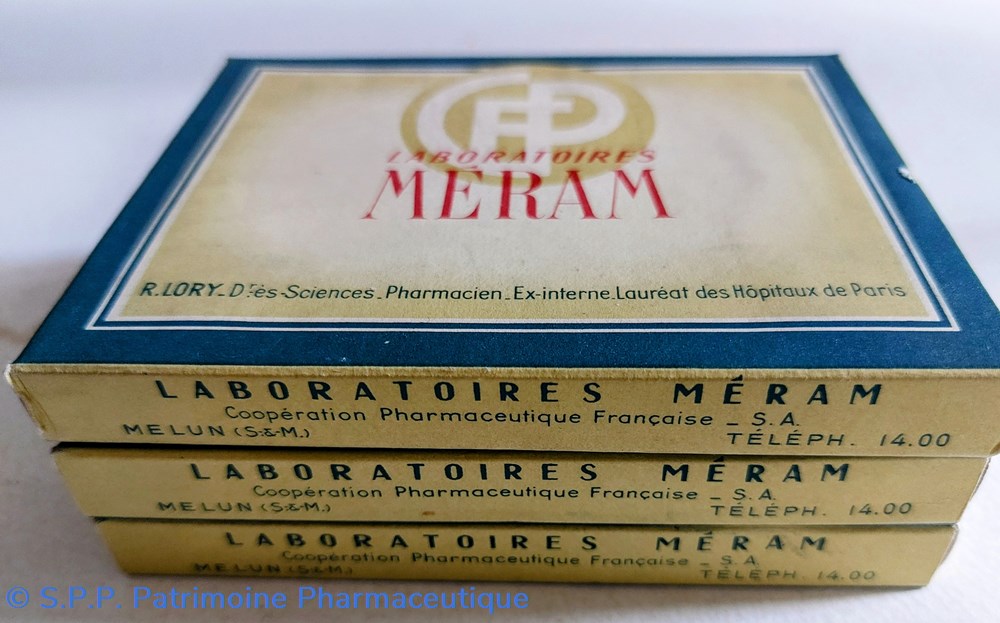 CFP
LABORATOIRES
MÉRAM
R. LORY_Dr ès-Sciences_Pharmacien_Ex-interne_Lauréat des Hôpitaux de Paris
LABORATOIRES MÉRAM
Coopération Pharmaceutique Française _ S.A.
MELUN (S.&-M.) TÉLÉPH. 14.00
LABORATOIRES MÉRAM
Coopération Pharmaceutique Française _ S.A.
MELUN (S.&-M.) TÉLÉPH. 14.00
LABORATOIRES MÉRAM
Coopération Pharmaceutique Française _ S.A.
MELUN (S.&-M.) TÉLÉPH. 14.00
© S.P.P. Patrimoine Pharmaceutique